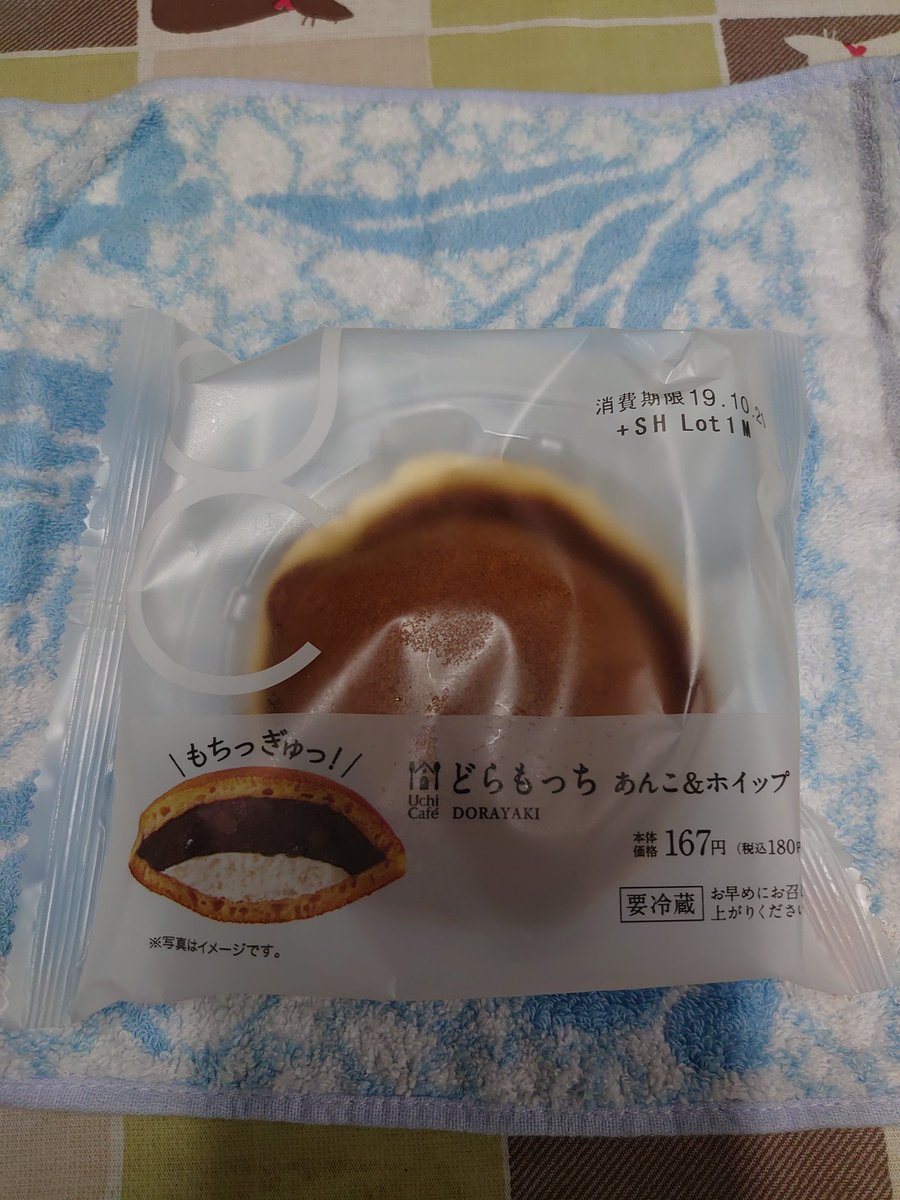 消費期限19.10.21
+SH Lot1M
\もちっぎゅっ!/
Uchi
Café
どらもっち あんこ&ホイップ
DORAYAKI
本体
価格 167円 (税込180円
要冷蔵
お早めにお召し
上がりください
※写真はイメージです。